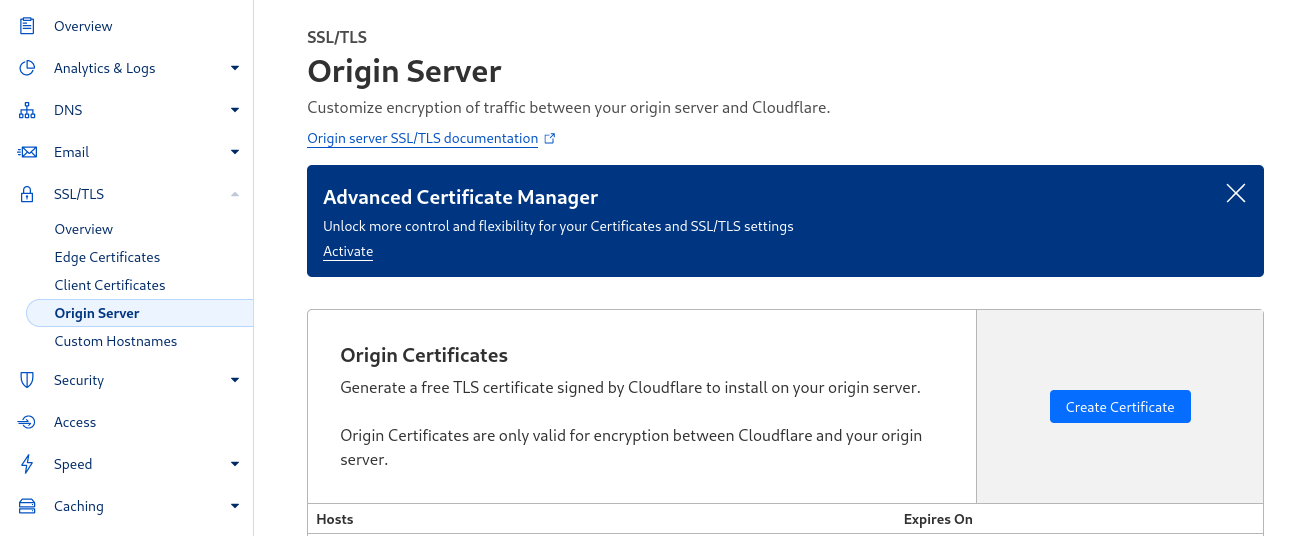 Overview
Analytics & Logs
DNS
Email
SSL/TLS
Overview
Edge Certificates
Client Certificates
Origin Server
Custom Hostnames
Security
Access
Speed
Caching
SSL/TLS
Origin Server
Customize encryption of traffic between your origin server and Cloudflare.
Origin server SSL/TLS documentation
Advanced Certificate Manager
Unlock more control and flexibility for your Certificates and SSL/TLS settings
Activate
Origin Certificates
Generate a free TLS certificate signed by Cloudflare to install on your origin server.
Origin Certificates are only valid for encryption between Cloudflare and your origin
server.
Create Certificate
Hosts
Expires On